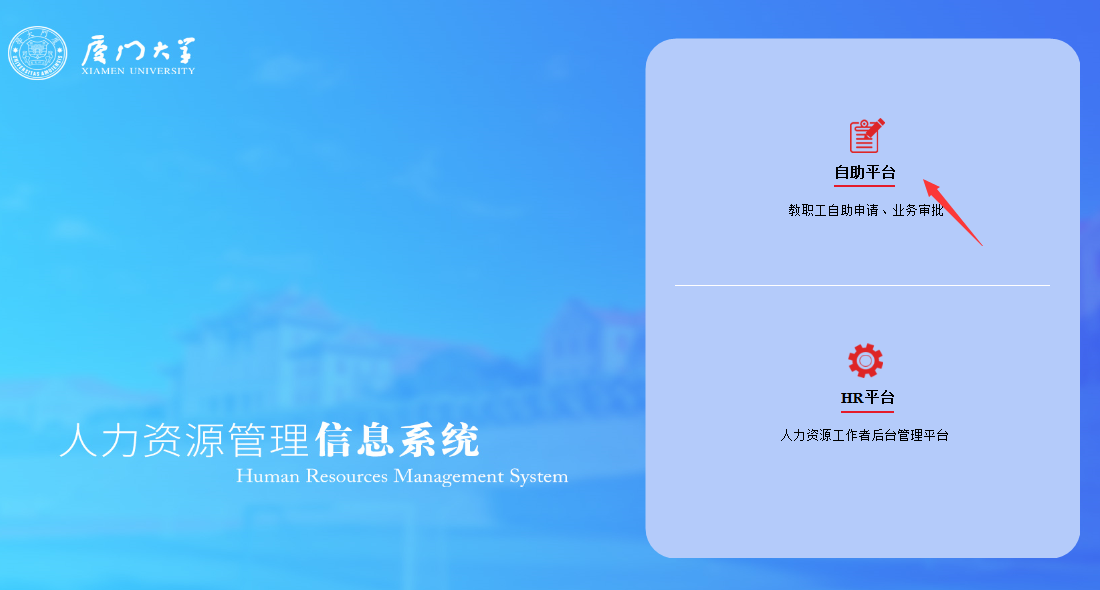 厦门大学
XIAMEN UNIVERSITY
自助平台
教职工自助申请、业务审批
HR平台
人力资源工作者后台管理平台
人力资源管理信息系统
Human Resources Management System